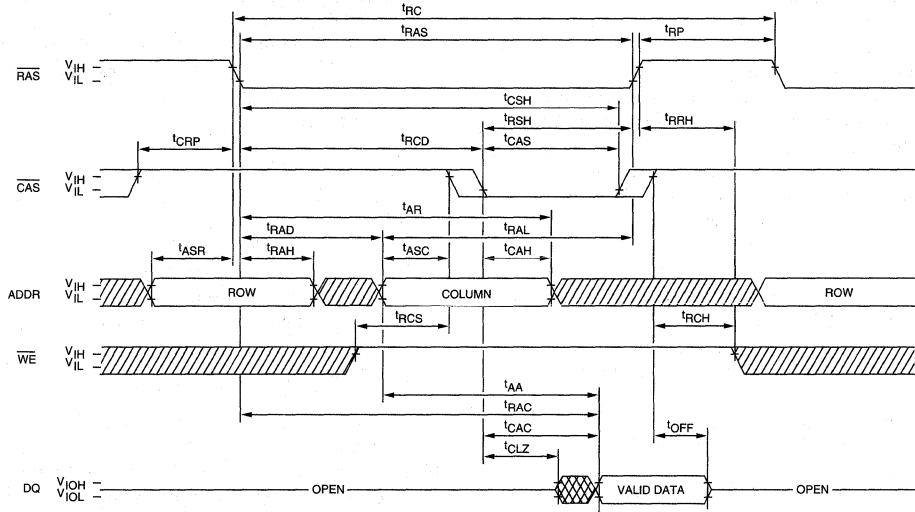 tRC
tRAS
tRP
RAS
VIH
VIL
tCSH
tRSH
tRRH
tCRP
tRCD
tCAS
CAS
VIH
VIL
tAR
tRAD
tRAL
tASR
tRAH
tASC
tCAH
ADDR
VIH
VIL
ROW
COLUMN
ROW
tRCS
tRCH
WE
VIH
VIL
tAA
tRAC
tCAC
tOFF
tCLZ
DQ
VIOH
VIOL
OPEN
VALID DATA
OPEN